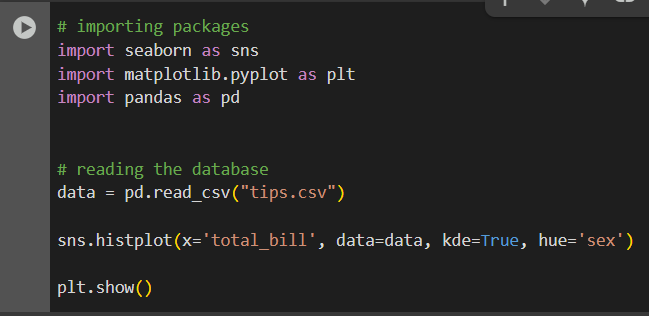 # importing packages
import seaborn as sns
import matplotlib.pyplot as plt
import pandas as pd
# reading the database
data = pd.read_csv("tips.csv")
sns.histplot(x='total_bill', data=data, kde=True, hue='sex')
plt.show()